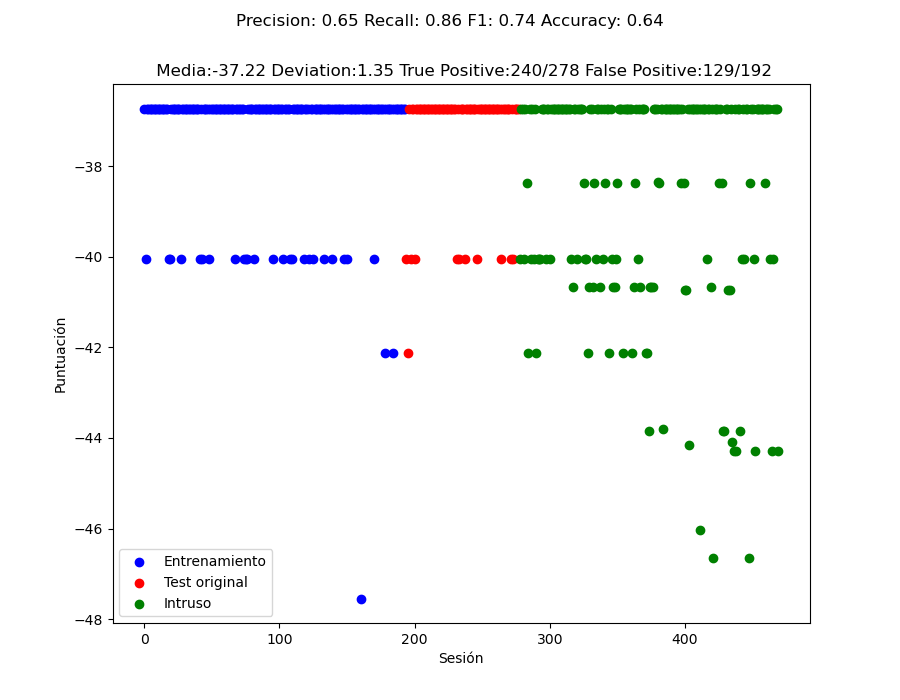 Precision: 0.65 Recall: 0.86 F1: 0.74 Accuracy: 0.64
Media:-37.22 Deviation:1.35 True Positive:240/278 False Positive:129/192
−38
−40
−42
−44
−46
−48
Puntuación
Entrenamiento
Test original
Intruso
0
100
200
300
400
Sesión